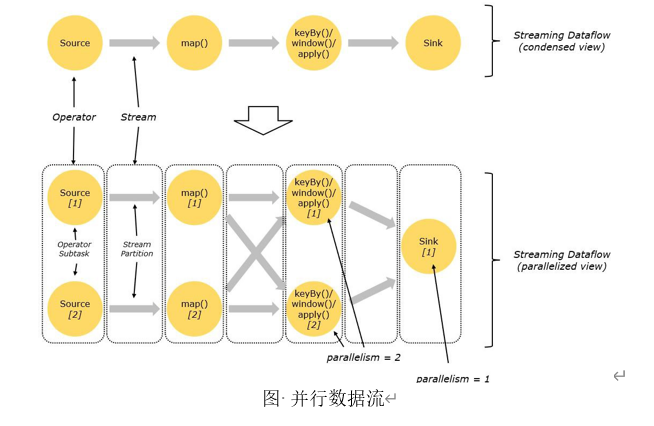 Source
map()
keyBy()/
window()/
apply()
Sink
Streaming Dataflow
(condensed view)
Operator
Stream
Source
[1]
map()
[1]
keyBy()/
window()/
apply()
[1]
Operator
Subtask
Stream
Partition
Sink
[1]
Streaming Dataflow
(parallelized view)
Source
[2]
map()
[2]
keyBy()/
window()/
apply()
[2]
parallelism = 2
parallelism = 1
图· 并行数据流